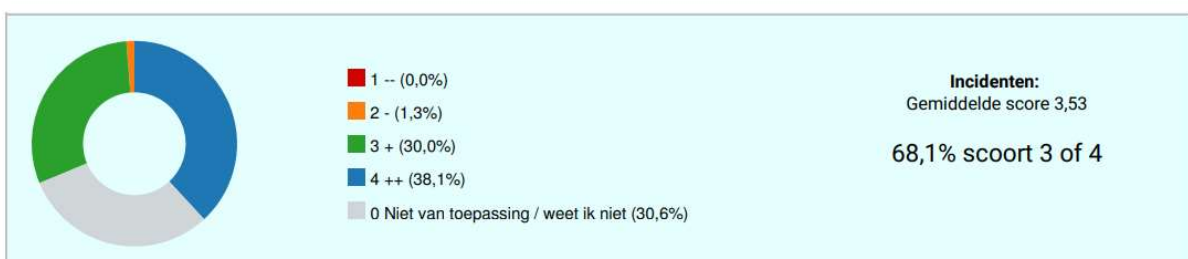 1 -- (0,0%)
2 - (1,3%)
3 + (30,0%)
4 ++ (38,1%)
0 Niet van toepassing / weet ik niet (30,6%)
Incidenten:
Gemiddelde score 3,53
68,1% scoort 3 of 4